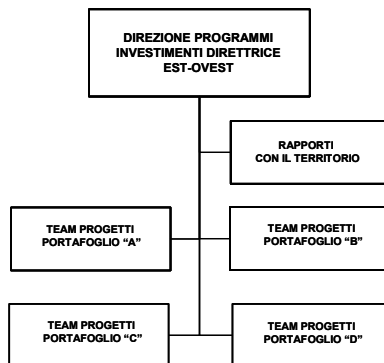 DIREZIONE PROGRAMMI
INVESTIMENTI DIRETTRICE
EST-OVEST
RAPPORTI
CON IL TERRITORIO
TEAM PROGETTI
PORTAFOGLIO “A”
TEAM PROGETTI
PORTAFOGLIO “B”
TEAM PROGETTI
PORTAFOGLIO “C”
TEAM PROGETTI
PORTAFOGLIO “D”